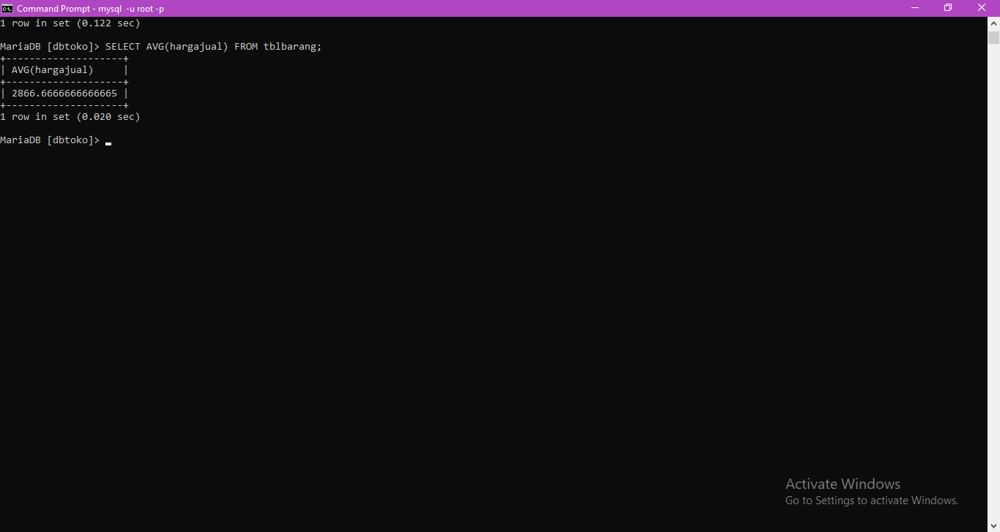 Command Prompt - mysql  -u root -p
1 row in set (0.122 sec)
MariaDB [dbtoko]> SELECT AVG(hargajual) FROM tblbarang;
+--------------------+
| AVG(hargajual)     |
+--------------------+
| 2866.6666666666665 |
+--------------------+
1 row in set (0.020 sec)
MariaDB [dbtoko]>
Activate Windows
Go to Settings to activate Windows.